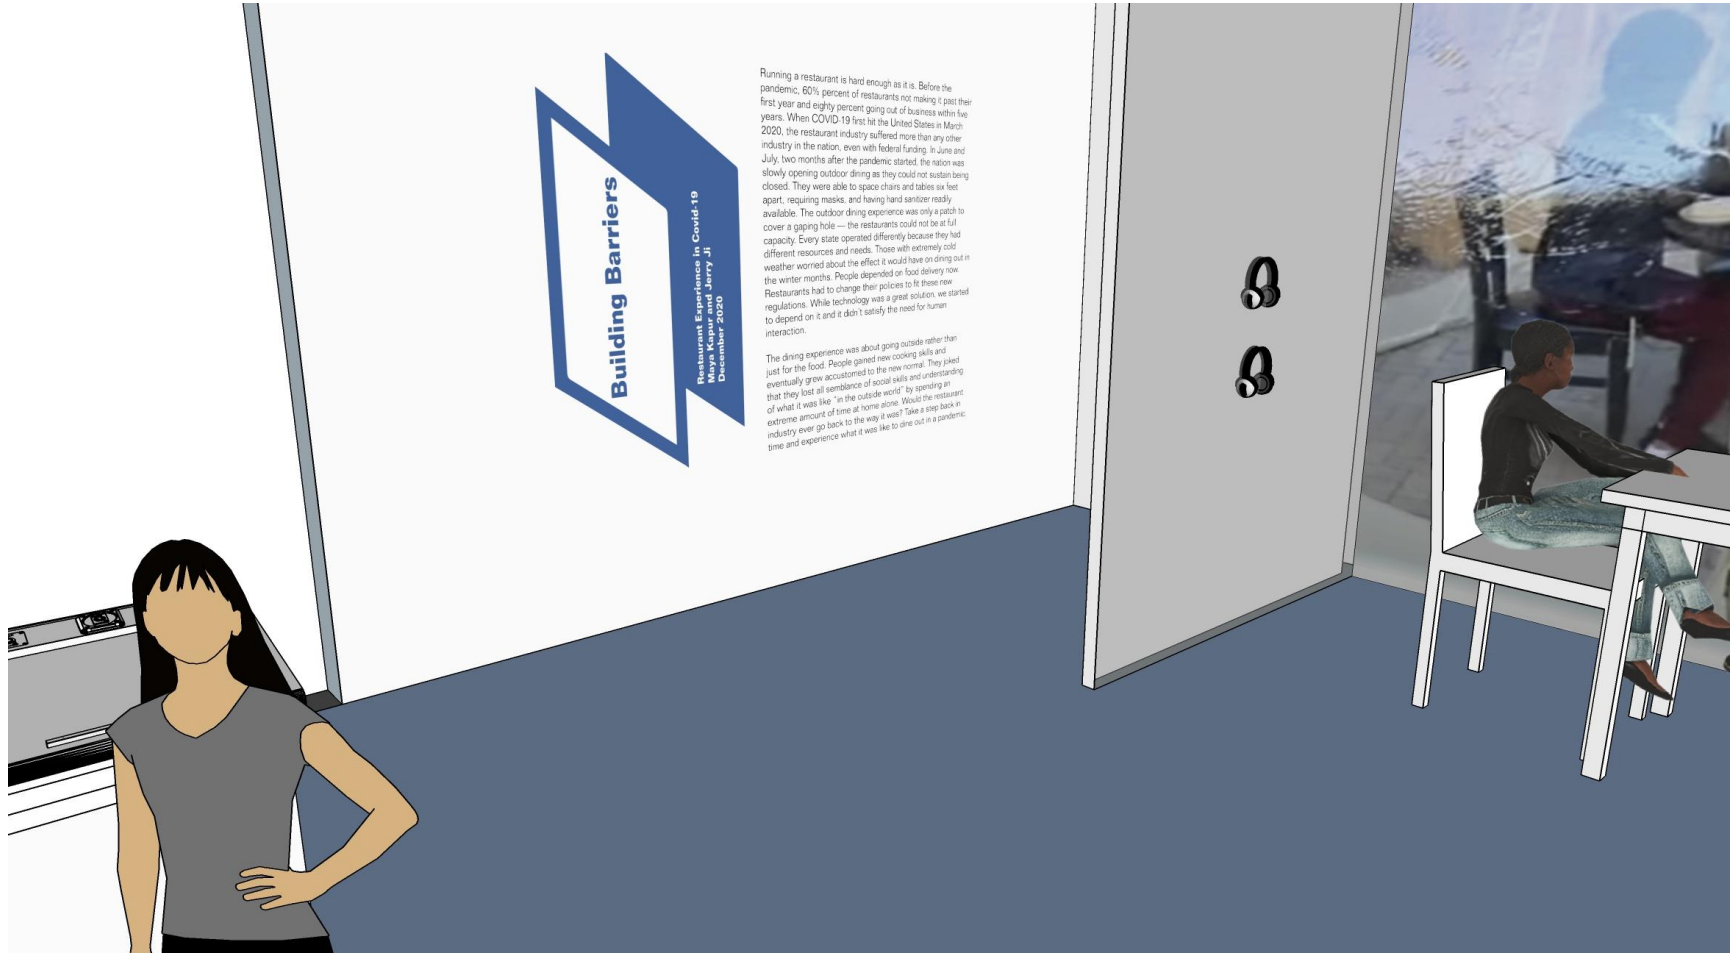 Building Barriers
Restaurant Experience in Covid-19
Maya Kapur and Jerry Ji
December 2020
Running a restaurant is hard enough as it is. Before the
pandemic, 60% percent of restaurants not making it past their
first year and eighty percent going out of business within five
years. When COVID-19 first hit the United States in March
2020, the restaurant industry suffered more than any other
industry in the nation, even with federal funding. In June and
July, two months after the pandemic started, the nation was
slowly opening outdoor dining as they could not sustain being
closed. They were able to space chairs and tables six feet
apart, requiring masks, and having hand sanitizer readily
available. The outdoor dining experience was only a patch to
cover a gaping hole — the restaurants could not be at full
capacity. Every state operated differently because they had
different resources and needs. Those with extremely cold
weather worried about the effect it would have on dining out in
the winter months. People depended on food delivery now.
Restaurants had to change their policies to fit these new
regulations. While technology was a great solution, we started
to depend on it and it didn't satisfy the need for human
interaction.
The dining experience was about going outside rather than
just for the food. People gained new cooking skills and
eventually grew accustomed to the new normal. They joked
that they lost all semblance of social skills and understanding
of what it was like "in the outside world" by spending an
extreme amount of time at home alone. Would the restaurant
industry ever go back to the way it was? Take a step back in
time and experience what it was like to dine out in a pandemic.